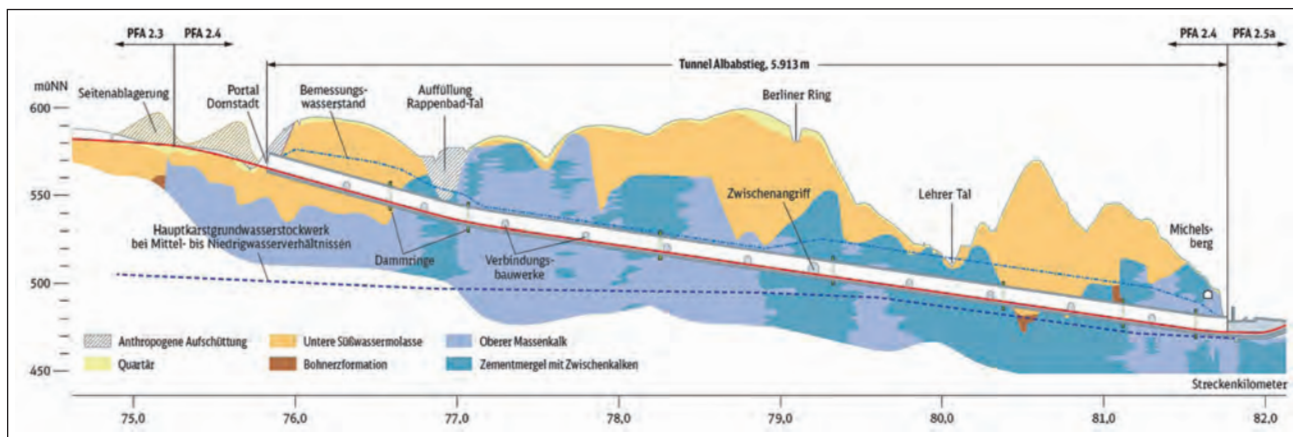 PFA 2.3
PFA 2.4
PFA 2.4
PFA 2.5a
Tunnel Albabstieg, 5.913 m
müNN
Seitenablagerung
Portal
Dornstadt
Bemessungs-
wasserstand
Auffüllung
Rappenbad-Tal
Berliner Ring
600
550
500
450
Zwischenangriff
Lehrer Tal
Michels-
berg
Hauptkarstgrundwasserstockwerk
bei Mittel- bis Niedrigwasserverhältnissen
Dammringe
Verbindungs-
bauwerke
Anthropogene Aufschüttung
Untere Süßwassermolasse
Oberer Massenkalk
Quartär
Bohnerzformation
Zementmergel mit Zwischenkalken
Streckenkilometer
75,0
76,0
77,0
78,0
79,0
80,0
81,0
82,0